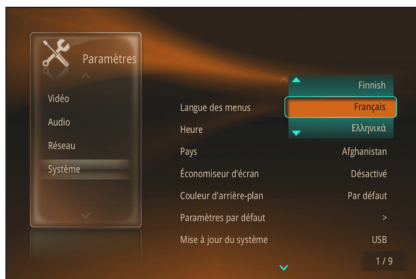 Paramètres
Vidéo
Audio
Réseau
Système
Finnish
Langue des menus Français
Heure Ελληνικά
Pays Afghanistan
Économiseur d'écran Désactivé
Couleur d'arrière-plan Par défaut
Paramètres par défaut >
Mise à jour du système USB
1 / 9